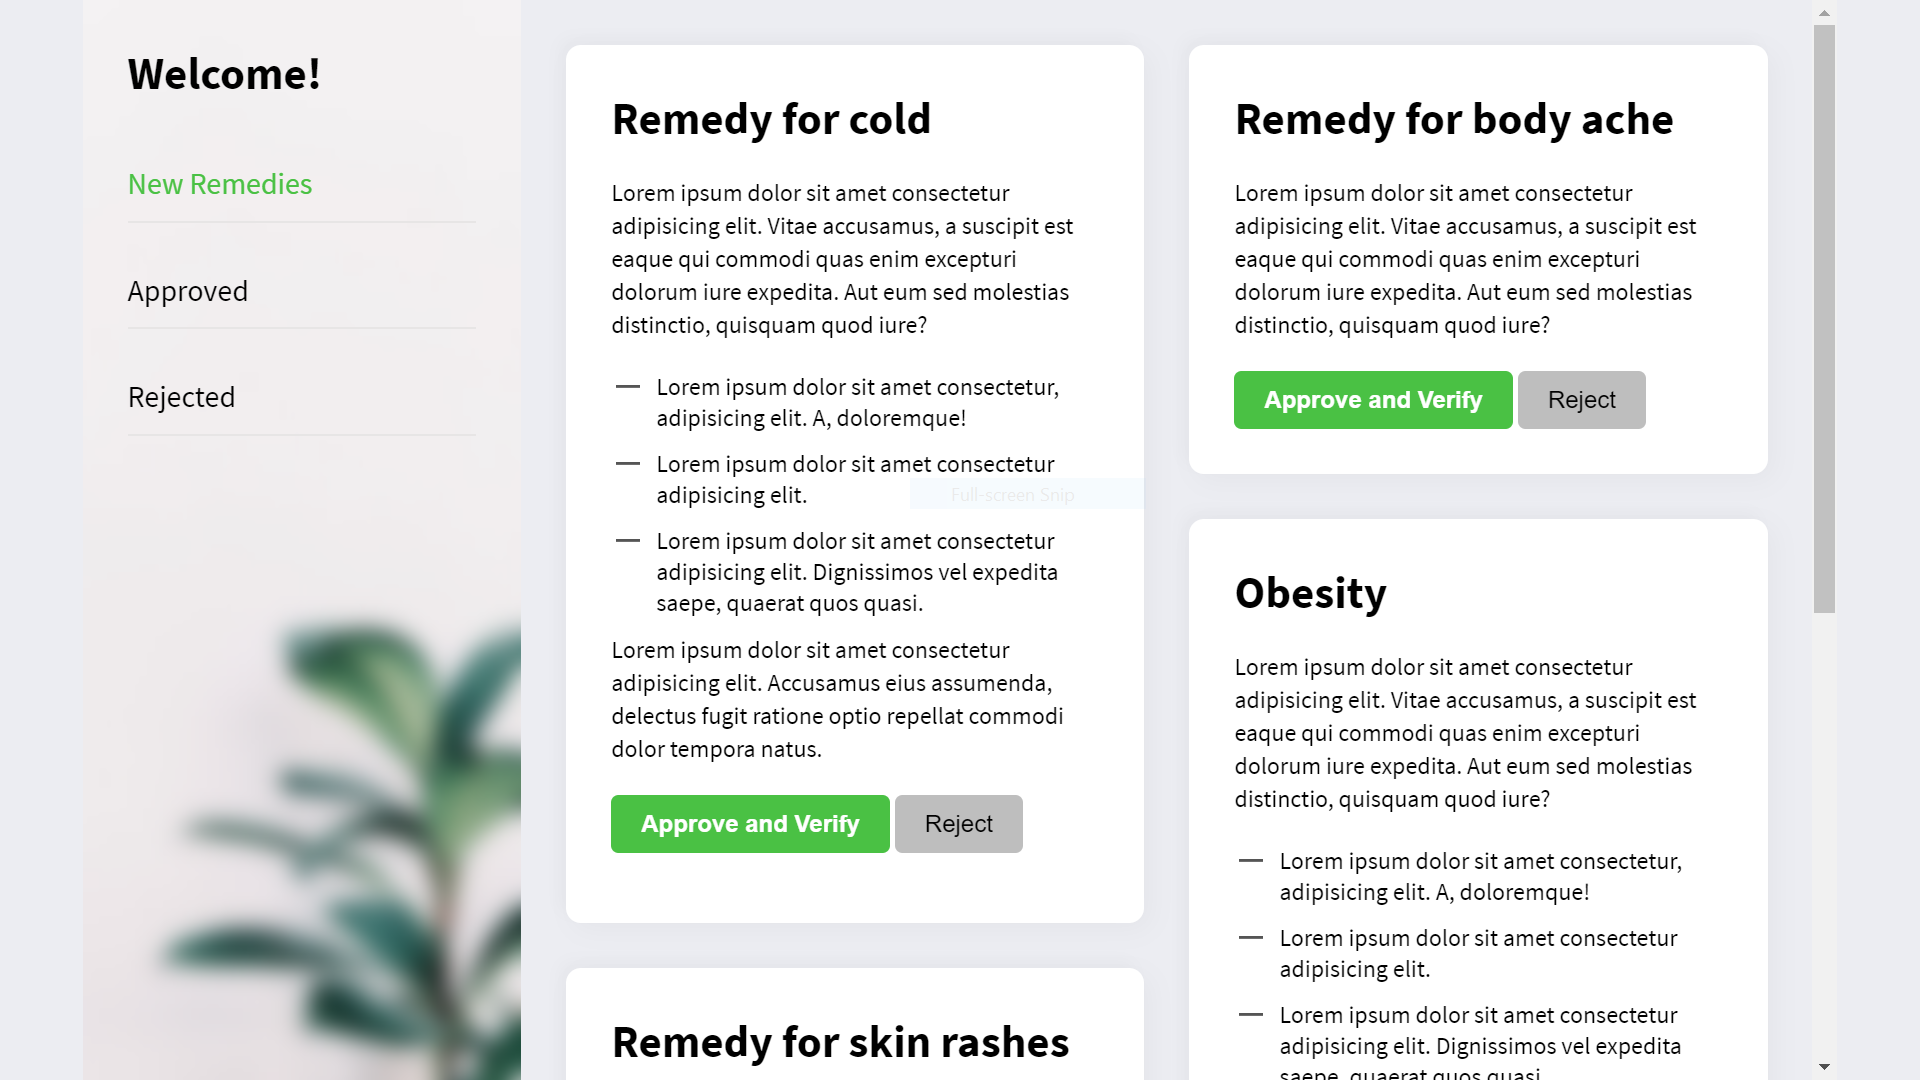 Welcome!
New Remedies
Approved
Rejected
Remedy for cold
Lorem ipsum dolor sit amet consectetur
adipisicing elit. Vitae accusamus, a suscipit est
eaque qui commodi quas enim excepturi
dolorum iure expedita. Aut eum sed molestias
distinctio, quisquam quod iure?
— Lorem ipsum dolor sit amet consectetur,
adipisicing elit. A, doloremque!
— Lorem ipsum dolor sit amet consectetur
adipisicing elit.
Full-screen Snip
— Lorem ipsum dolor sit amet consectetur
adipisicing elit. Dignissimos vel expedita
saepe, quaerat quos quasi.
Lorem ipsum dolor sit amet consectetur
adipisicing elit. Accusamus eius assumenda,
delectus fugit ratione optio repellat commodi
dolor tempora natus.
Approve and Verify
Reject
Remedy for skin rashes
Remedy for body ache
Lorem ipsum dolor sit amet consectetur
adipisicing elit. Vitae accusamus, a suscipit est
eaque qui commodi quas enim excepturi
dolorum iure expedita. Aut eum sed molestias
distinctio, quisquam quod iure?
Approve and Verify
Reject
Obesity
Lorem ipsum dolor sit amet consectetur
adipisicing elit. Vitae accusamus, a suscipit est
eaque qui commodi quas enim excepturi
dolorum iure expedita. Aut eum sed molestias
distinctio, quisquam quod iure?
— Lorem ipsum dolor sit amet consectetur,
adipisicing elit. A, doloremque!
— Lorem ipsum dolor sit amet consectetur
adipisicing elit.
— Lorem ipsum dolor sit amet consectetur
adipisicing elit. Dignissimos vel expedita
saepe, quaerat quos quasi.